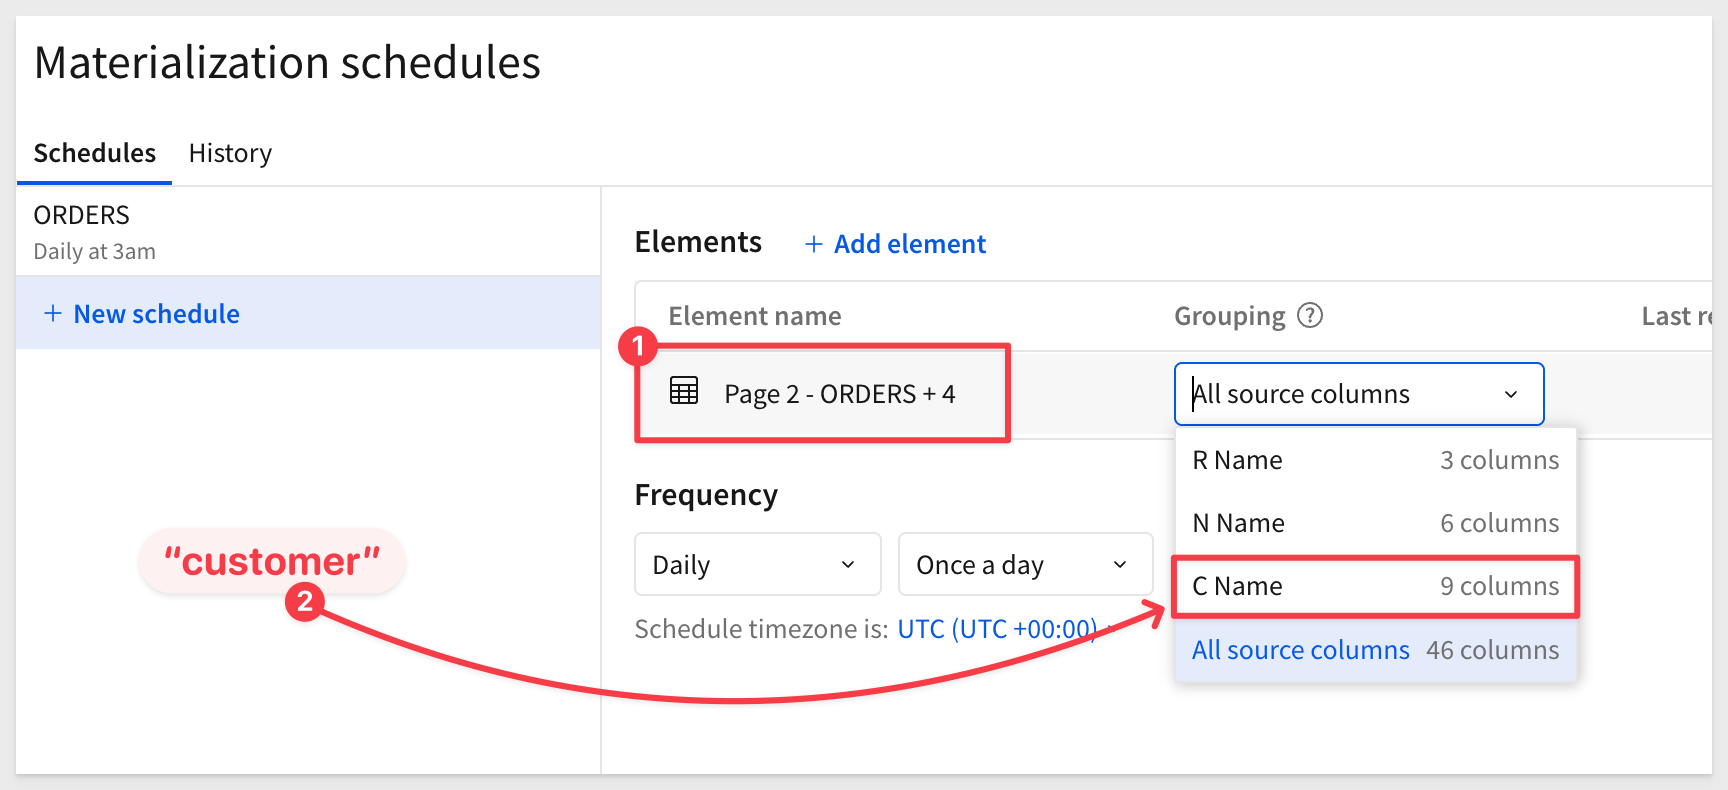 Materialization schedules
Schedules History
ORDERS
Daily at 3am
+ New schedule
Elements + Add element
Element name Grouping ? Last re
1
Page 2 - ORDERS + 4 All source columns
R Name 3 columns
N Name 6 columns
C Name 9 columns
All source columns 46 columns
Frequency
Daily Once a day
Schedule timezone is: UTC (UTC +00:00)
“customer”
2